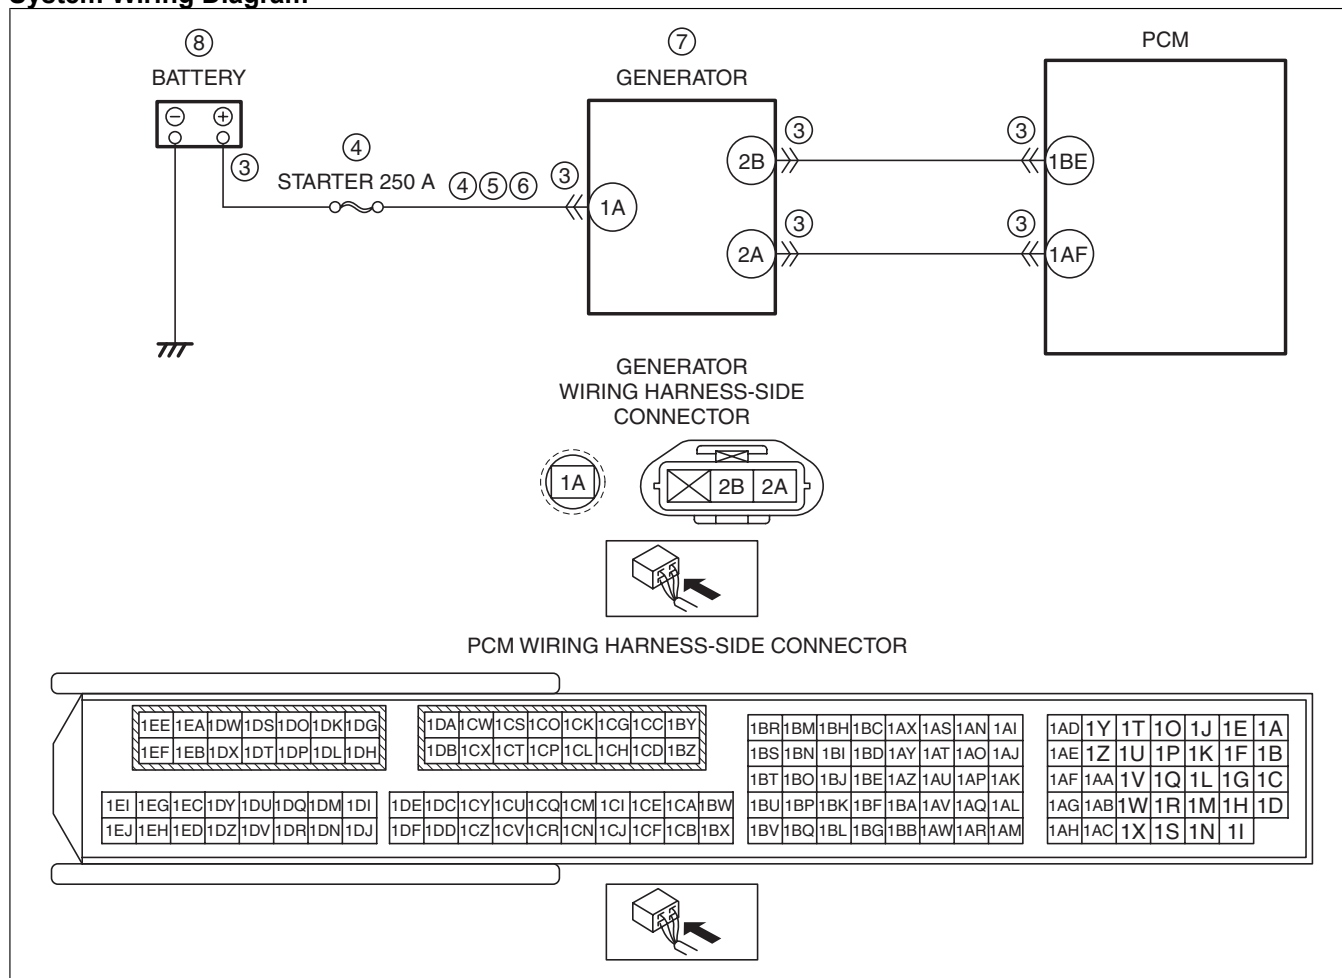 System Wiring Diagram
8 7 PCM
BATTERY GENERATOR
− +
3 4 3 3
2B 1BE
STARTER 250 A 4 5 6 3
1A
3 3
2A 1AF
GENERATOR
WIRING HARNESS-SIDE
CONNECTOR
1A 2B 2A
PCM WIRING HARNESS-SIDE CONNECTOR
1EE 1EA 1DW 1DS 1DO 1DK 1DG
1EF 1EB 1DX 1DT 1DP 1DL 1DH
1EI 1EG 1EC 1DY 1DU 1DQ 1DM 1DI
1EJ 1EH 1ED 1DZ 1DV 1DR 1DN 1DJ
1DA 1CW 1CS 1CO 1CK 1CG 1CC 1BY
1DB 1CX 1CT 1CP 1CL 1CH 1CD 1BZ
1DE 1DC 1CY 1CU 1CQ 1CM 1CI 1CE 1CA 1BW
1DF 1DD 1CZ 1CV 1CR 1CN 1CJ 1CF 1CB 1BX
1BR 1BM 1BH 1BC 1AX 1AS 1AN 1AI
1BS 1BN 1BI 1BD 1AY 1AT 1AO 1AJ
1BT 1BO 1BJ 1BE 1AZ 1AU 1AP 1AK
1BU 1BP 1BK 1BF 1BA 1AV 1AQ 1AL
1BV 1BQ 1BL 1BG 1BB 1AW 1AR 1AM
1AD 1Y 1T 1O 1J 1E 1A
1AE 1Z 1U 1P 1K 1F 1B
1AF 1AA 1V 1Q 1L 1G 1C
1AG 1AB 1W 1R 1M 1H 1D
1AH 1AC 1X 1S 1N 1I